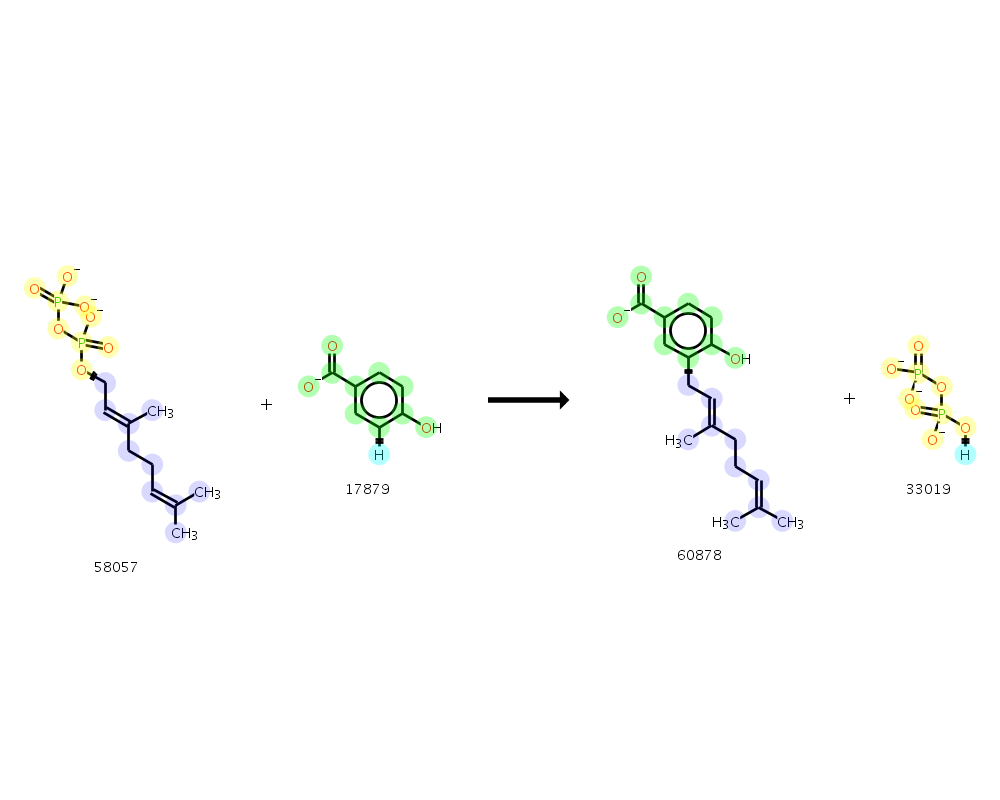 O
O⁻
O
P
O⁻
O⁻
O
P
O
O
CH₃
CH₃
CH₃
58057
+
O
O⁻
OH
H
17879
O
O⁻
OH
H₃C
H₃C
CH₃
60878
+
O
O⁻
P
O⁻
O
O
P
O⁻
O
H
33019